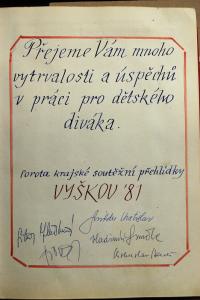 Přejeme Vám mnoho
vytrvalosti a úspěchů
v práci pro dětského
diváka.
Porota krajské soutěžní přehlídky
VYŠKOV '81